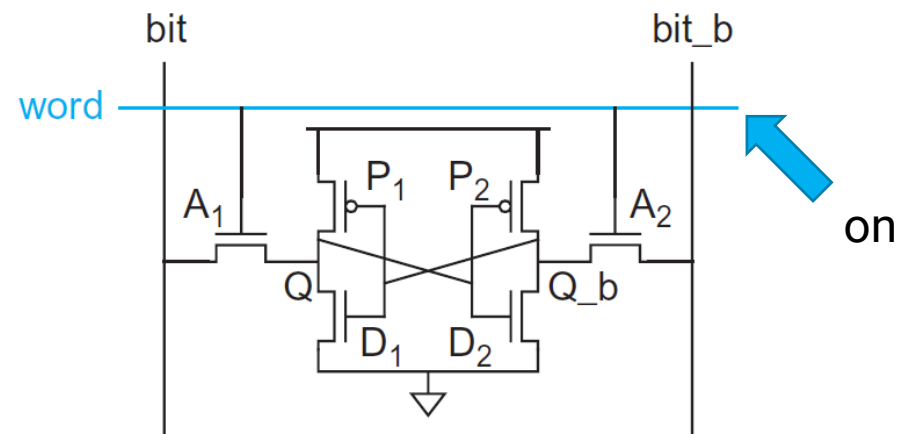 bit bit_b
word
P₁ P₂
A₁ A₂
on
Q Q_b
D₁ D₂